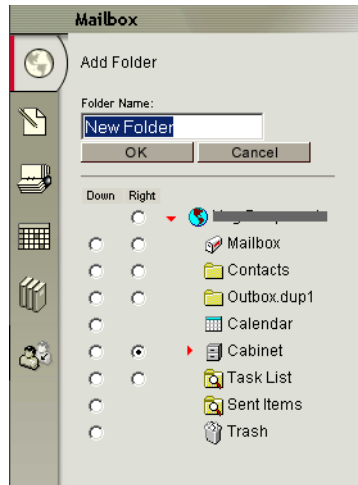 Mailbox
Add Folder
Folder Name:
New Folder
OK Cancel
Down Right
Mailbox
Contacts
Outbox.dup1
Calendar
Cabinet
Task List
Sent Items
Trash